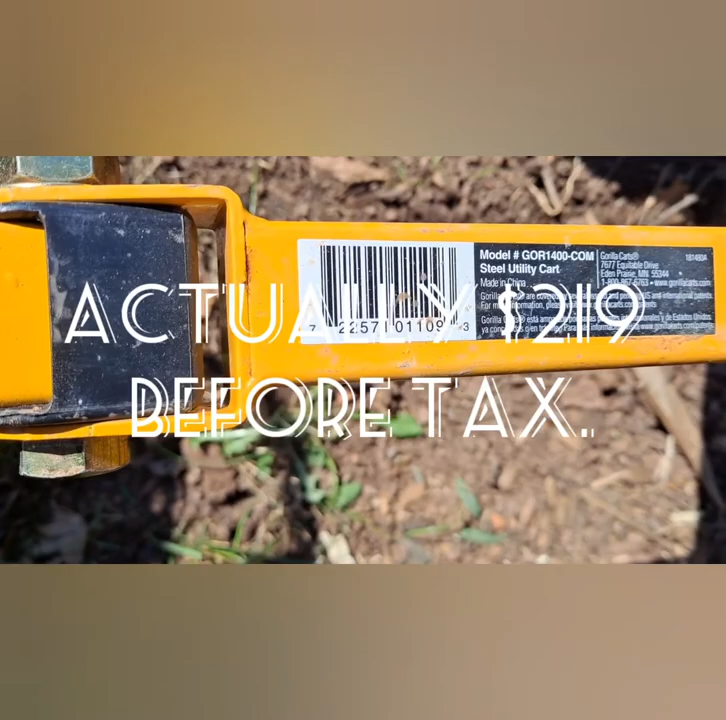 ACTUALLY $219
BEFORE TAX.
Model # GOR1400-COM
Steel Utility Cart
Made in China
Gorilla Carts®
7677 Equitable Drive
Eden Prairie, MN 55344
1-800-867-6763 • www.gorillacarts.com
181480A
7 22571 01109 3